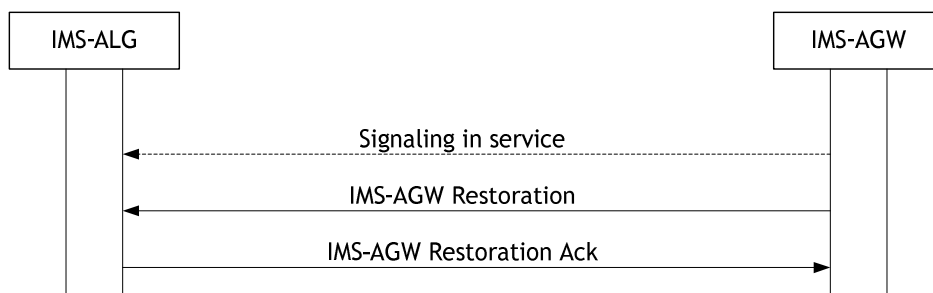 IMS-ALG
IMS-AGW
Signaling in service
IMS-AGW Restoration
IMS-AGW Restoration Ack